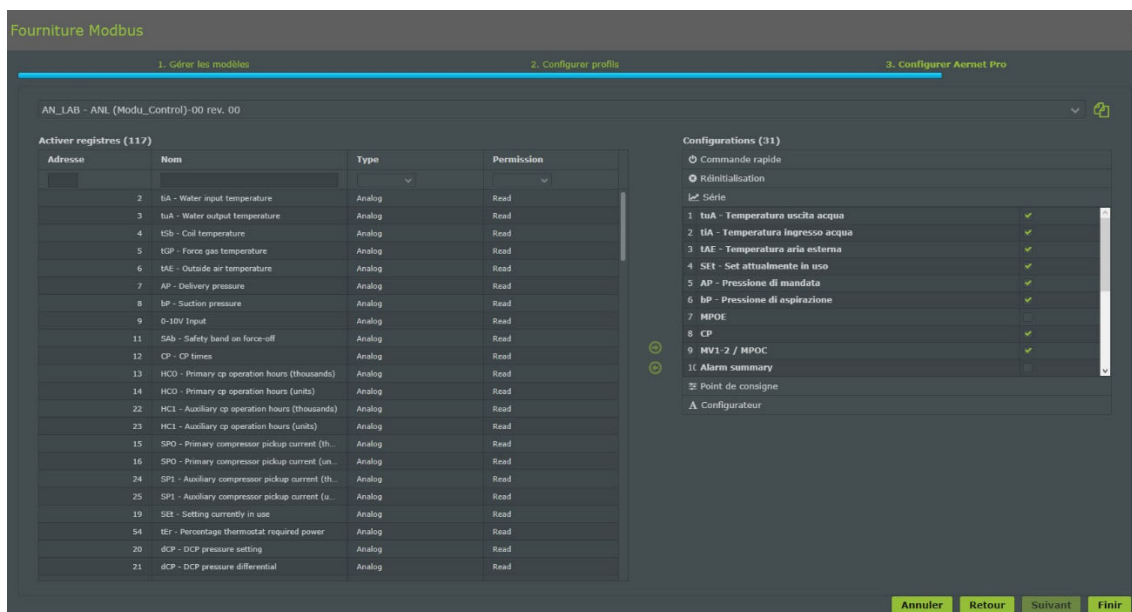 Fourniture Modbus
1. Gérer les modèles
2. Configurer profils
3. Configurer Aernet Pro
AN_LAB - ANL (Modu_Control)-00 rev. 00
Activer registres (117)
Adresse Nom Type Permission
2 tiA - Water input temperature Analog Read
3 tuA - Water output temperature Analog Read
4 tSb - Coil temperature Analog Read
5 tGP - Force gas temperature Analog Read
6 tAE - Outside air temperature Analog Read
7 AP - Delivery pressure Analog Read
8 bP - Suction pressure Analog Read
9 0-10V Input Analog Read
11 SAb - Safety band on force-off Analog Read
12 CP - CP times Analog Read
13 HCO - Primary cp operation hours (thousands) Analog Read
14 HCO - Primary cp operation hours (units) Analog Read
22 HC1 - Auxiliary cp operation hours (thousands) Analog Read
23 HC1 - Auxiliary cp operation hours (units) Analog Read
15 SPO - Primary compressor pickup current (th... Analog Read
16 SPO - Primary compressor pickup current (un... Analog Read
24 SP1 - Auxiliary compressor pickup current (th... Analog Read
25 SP1 - Auxiliary compressor pickup current (u... Analog Read
19 SEt - Setting currently in use Analog Read
54 tEr - Percentage thermostat required power Analog Read
20 dCP - DCP pressure setting Analog Read
21 dCP - DCP pressure differential Analog Read
Configurations (31)
Commande rapide
Réinitialisation
Série
1 tuA - Temperatura uscita acqua
2 tiA - Temperatura ingresso acqua
3 tAE - Temperatura aria esterna
4 SEt - Set attualmente in uso
5 AP - Pressione di mandata
6 bP - Pressione di aspirazione
7 MPOE
8 CP
9 MV1-2 / MPOC
10 Alarm summary
Point de consigne
Configurateur
Annuler Retour Suivant Finir